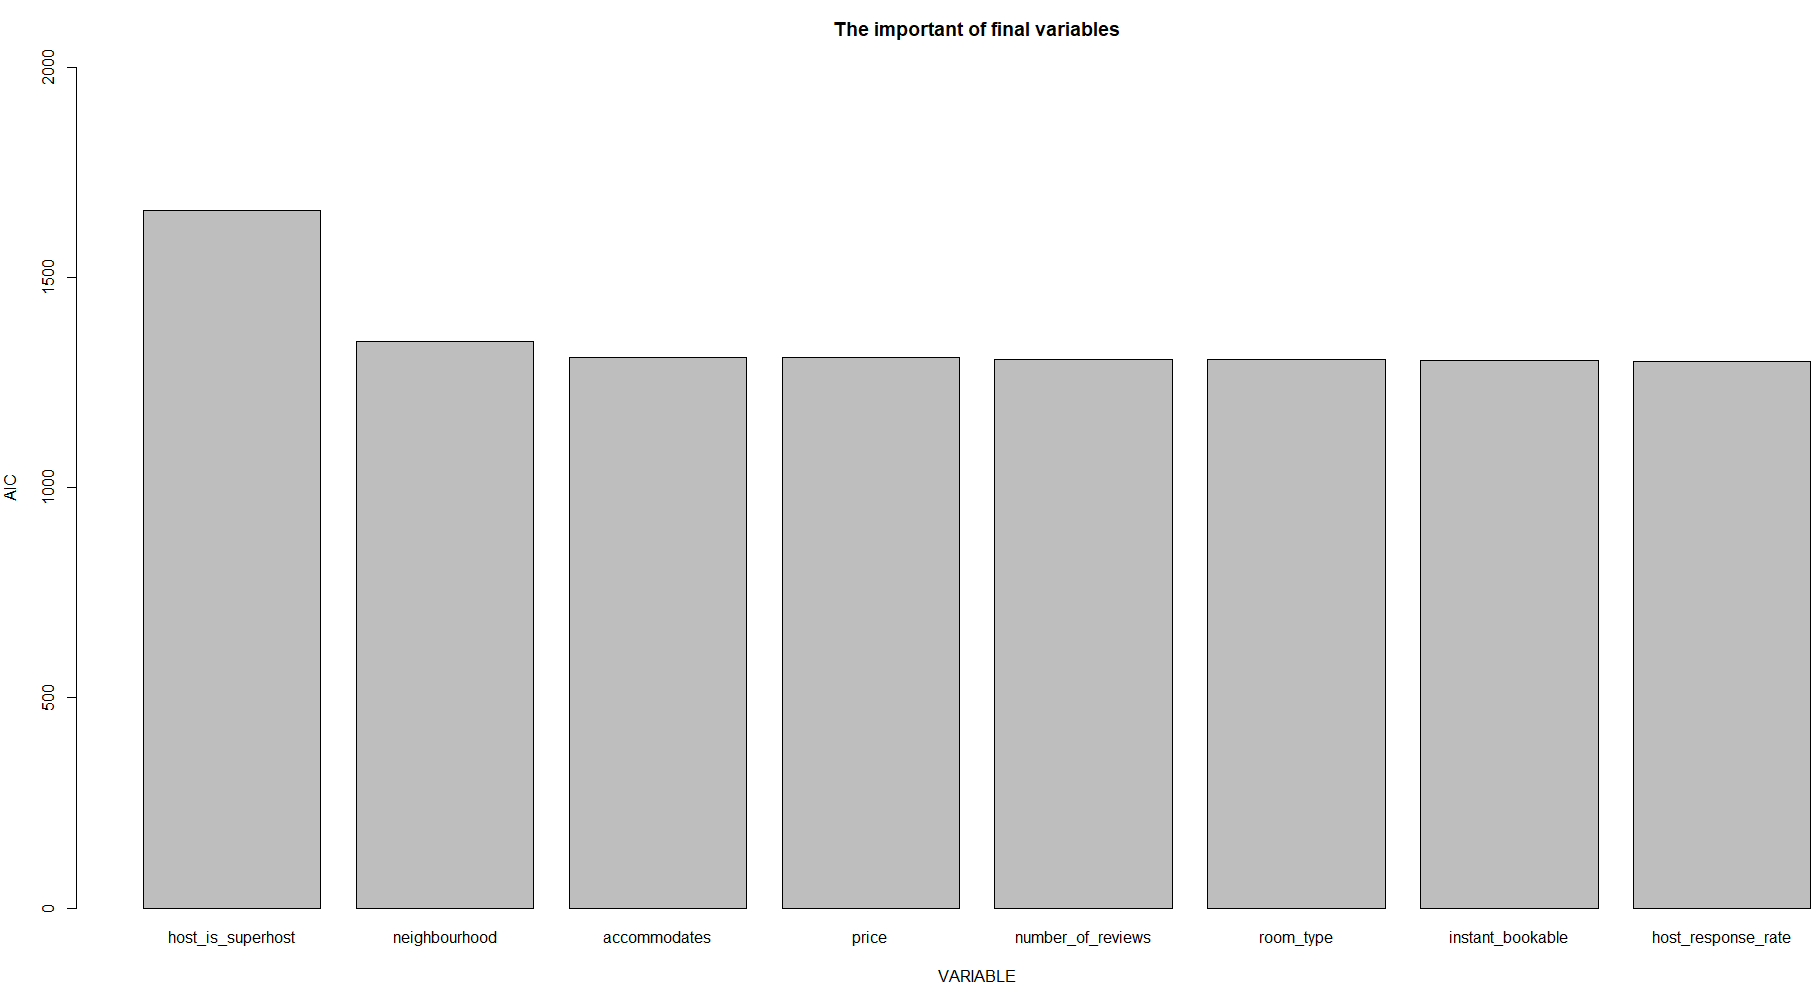 The important of final variables
2000
1500
1000
500
0
AIC
host_is_superhost neighbourhood accommodates price number_of_reviews room_type instant_bookable host_response_rate
VARIABLE